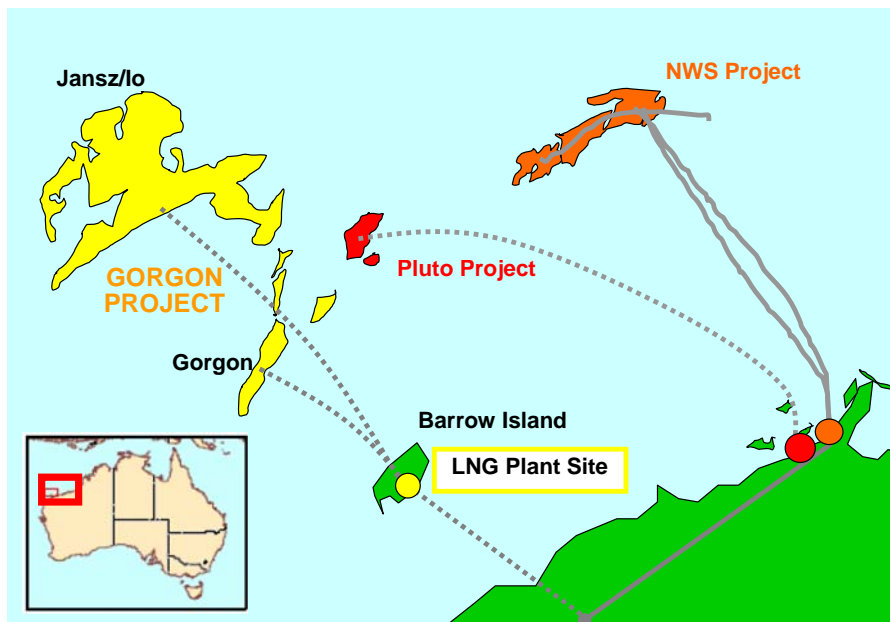 NWS Project
Jansz/Io
Pluto Project
GORGON
PROJECT
Gorgon
Barrow Island
LNG Plant Site